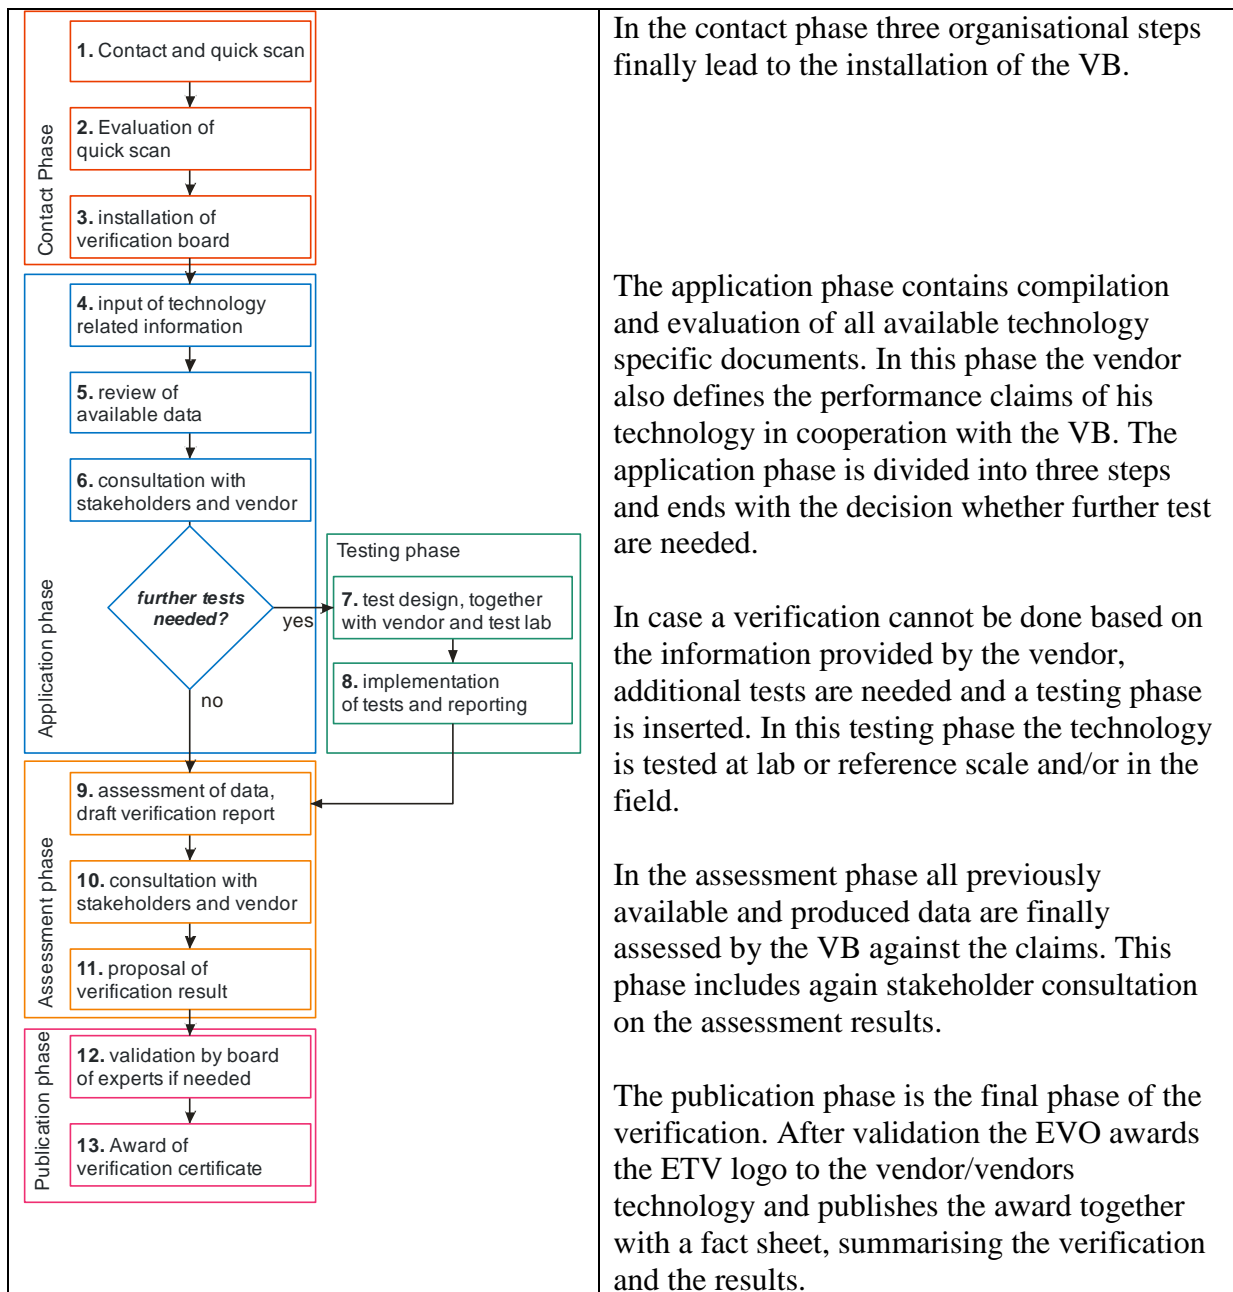 1. Contact and quick scan
2. Evaluation of
quick scan
3. installation of
verification board
Contact Phase
4. input of technology
related information
5. review of
available data
6. consultation with
stakeholders and vendor
further tests
needed?
yes
no
Application phase
Testing phase
7. test design, together
with vendor and test lab
8. implementation
of tests and reporting
9. assessment of data,
draft verification report
10. consultation with
stakeholders and vendor
11. proposal of
verification result
Assessment phase
12. validation by board
of experts if needed
13. Award of
verification certificate
Publication phase
In the contact phase three organisational steps
finally lead to the installation of the VB.
The application phase contains compilation
and evaluation of all available technology
specific documents. In this phase the vendor
also defines the performance claims of his
technology in cooperation with the VB. The
application phase is divided into three steps
and ends with the decision whether further test
are needed.
In case a verification cannot be done based on
the information provided by the vendor,
additional tests are needed and a testing phase
is inserted. In this testing phase the technology
is tested at lab or reference scale and/or in the
field.
In the assessment phase all previously
available and produced data are finally
assessed by the VB against the claims. This
phase includes again stakeholder consultation
on the assessment results.
The publication phase is the final phase of the
verification. After validation the EVO awards
the ETV logo to the vendor/vendors
technology and publishes the award together
with a fact sheet, summarising the verification
and the results.